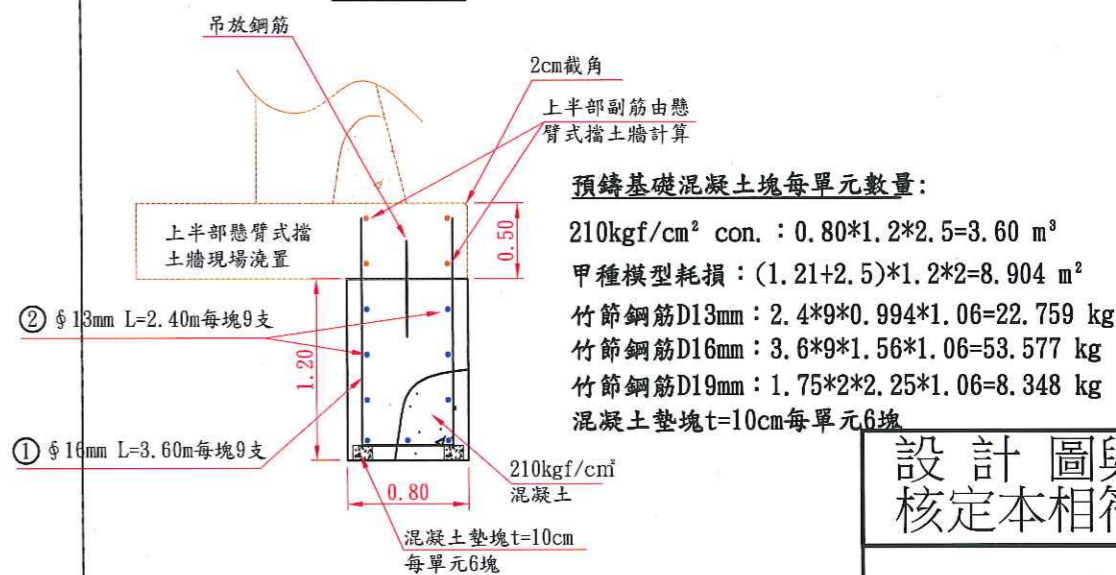 吊放鋼筋
2cm截角
上半部副筋由懸
臂式擋土牆計算
上半部懸臂式擋
土牆現場澆置
0.50
② ϕ13mm L=2.40m每塊9支
1.20
① ϕ16mm L=3.60m每塊9支
0.80
210kgf/cm²
混凝土
混凝土墊塊t=10cm
每單元6塊
預鑄基礎混凝土塊每單元數量:
210kgf/cm² con.：0.80*1.2*2.5=3.60 m³
甲種模型耗損：(1.21+2.5)*1.2*2=8.904 m²
竹節鋼筋D13mm：2.4*9*0.994*1.06=22.759 kg
竹節鋼筋D16mm：3.6*9*1.56*1.06=53.577 kg
竹節鋼筋D19mm：1.75*2*2.25*1.06=8.348 kg
混凝土墊塊t=10cm每單元6塊
設計圖與
核定本相符